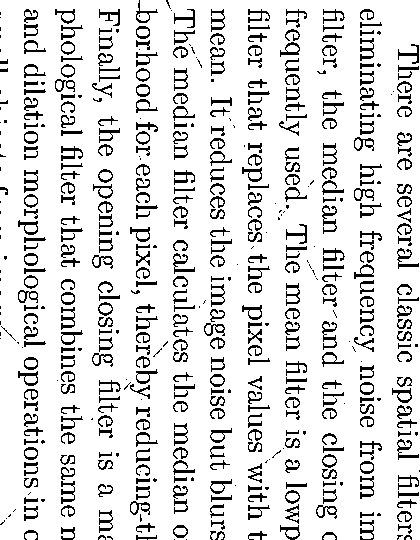 There are several classic spatial filters
eliminating high frequency noise from im
filter, the median filter and the closing o
frequently used. The mean filter is a lowp
filter that replaces the pixel values with t
mean. It reduces the image noise but blurs
The median filter calculates the median o
borhood for each pixel, thereby reducing th
Finally, the opening closing filter is a ma
phological filter that combines the same n
and dilation morphological operations in c